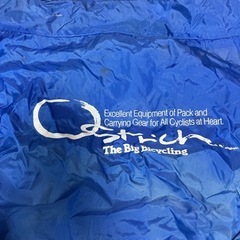 Excellent Equipment of Pack and
Carrying Gear for All Cyclists at Heart.
Ostrich
The Big Bicycling